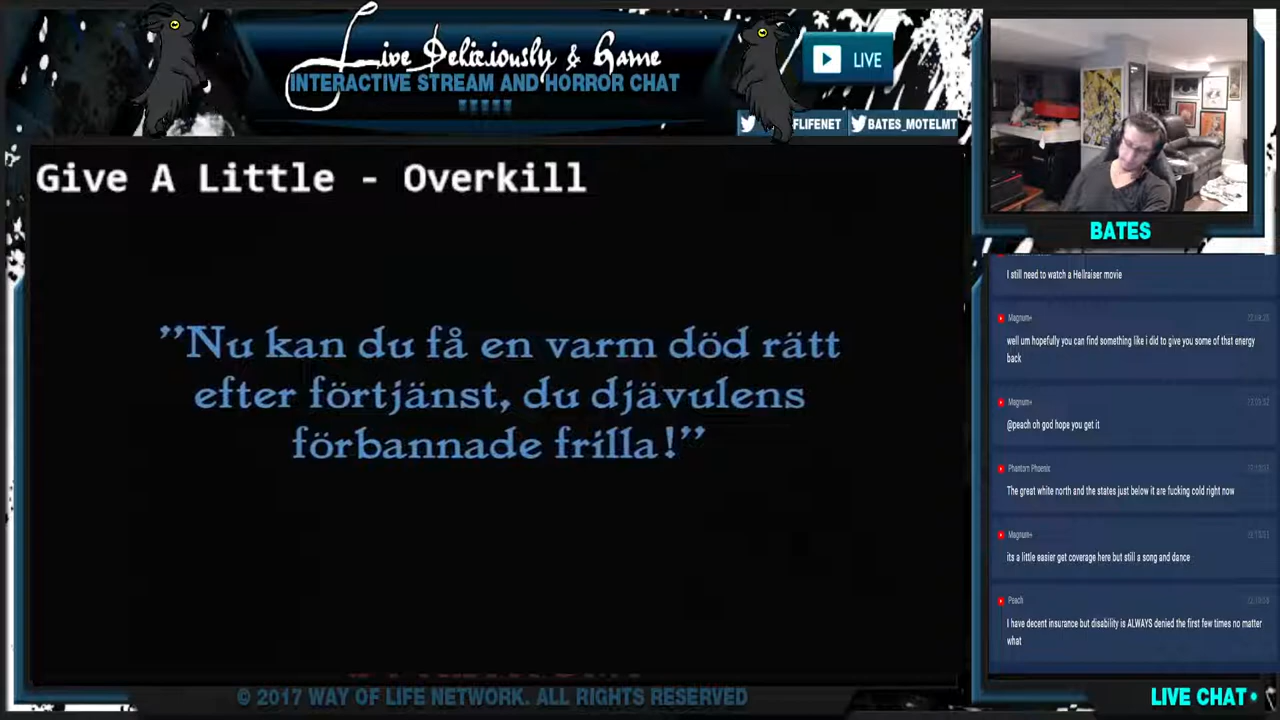 Live Deliciously & Game
INTERACTIVE STREAM AND HORROR CHAT
LIVE
FLIFENET
BATES_MOTELMT
Give A Little - Overkill
”Nu kan du få en varm död rätt
efter förtjänst, du djävulens
förbannade frilla!”
© 2017 WAY OF LIFE NETWORK. ALL RIGHTS RESERVED
BATES
I still need to watch a Hellraiser movie
Magnum+
well um hopefully you can find something like i did to give you some of that energy
back
Magnum+
@peach oh god hope you get it
Phantom Phoenix
The great white north and the states just below it are fucking cold right now
Magnum+
its a little easier get coverage here but still a song and dance
Peach
I have decent insurance but disability is ALWAYS denied the first few times no matter
what
LIVE CHAT •